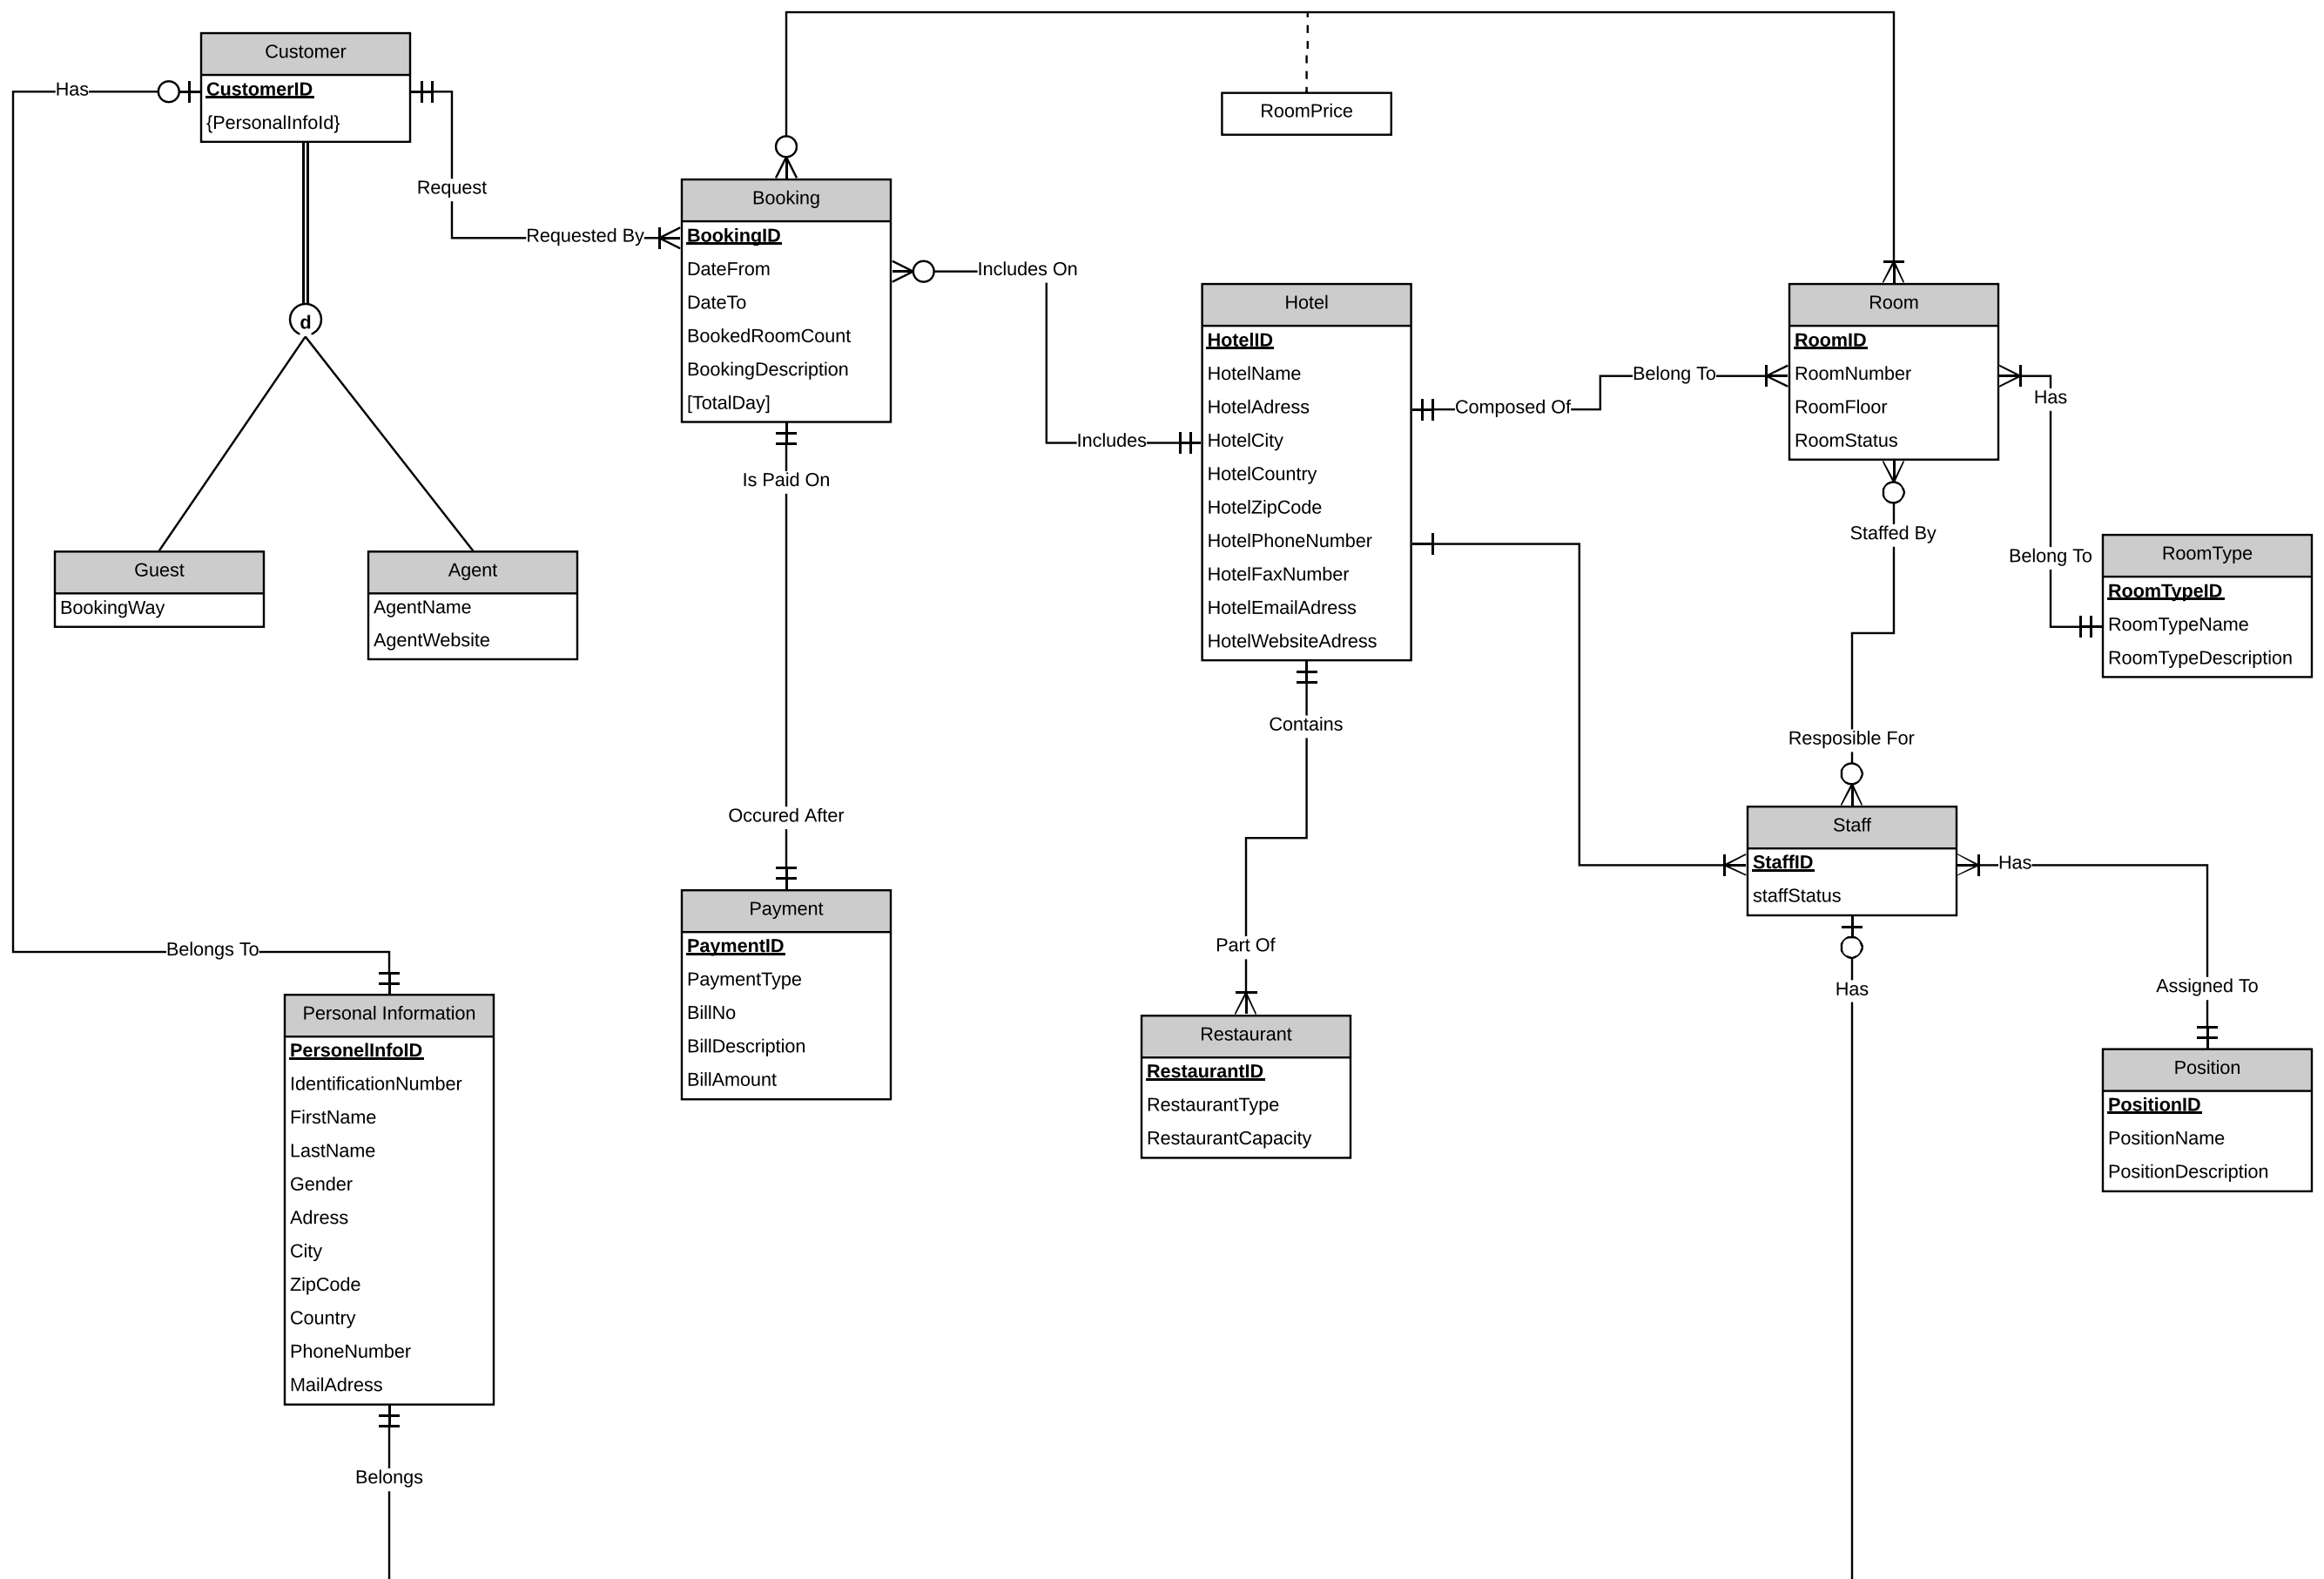 Customer
CustomerID
{PersonalInfoId}
Has
Request
Requested By
RoomPrice
Booking
BookingID
DateFrom
DateTo
BookedRoomCount
BookingDescription
[TotalDay]
Includes On
Includes
Hotel
HotelID
HotelName
HotelAdress
HotelCity
HotelCountry
HotelZipCode
HotelPhoneNumber
HotelFaxNumber
HotelEmailAdress
HotelWebsiteAdress
Composed Of
Belong To
Room
RoomID
RoomNumber
RoomFloor
RoomStatus
Has
Belong To
RoomType
RoomTypeID
RoomTypeName
RoomTypeDescription
d
Guest
BookingWay
Agent
AgentName
AgentWebsite
Is Paid On
Occured After
Contains
Part Of
Staffed By
Resposible For
Staff
StaffID
staffStatus
Has
Assigned To
Has
Position
PositionID
PositionName
PositionDescription
Payment
PaymentID
PaymentType
BillNo
BillDescription
BillAmount
Restaurant
RestaurantID
RestaurantType
RestaurantCapacity
Belongs To
Personal Information
PersonelInfoID
IdentificationNumber
FirstName
LastName
Gender
Adress
City
ZipCode
Country
PhoneNumber
MailAdress
Belongs